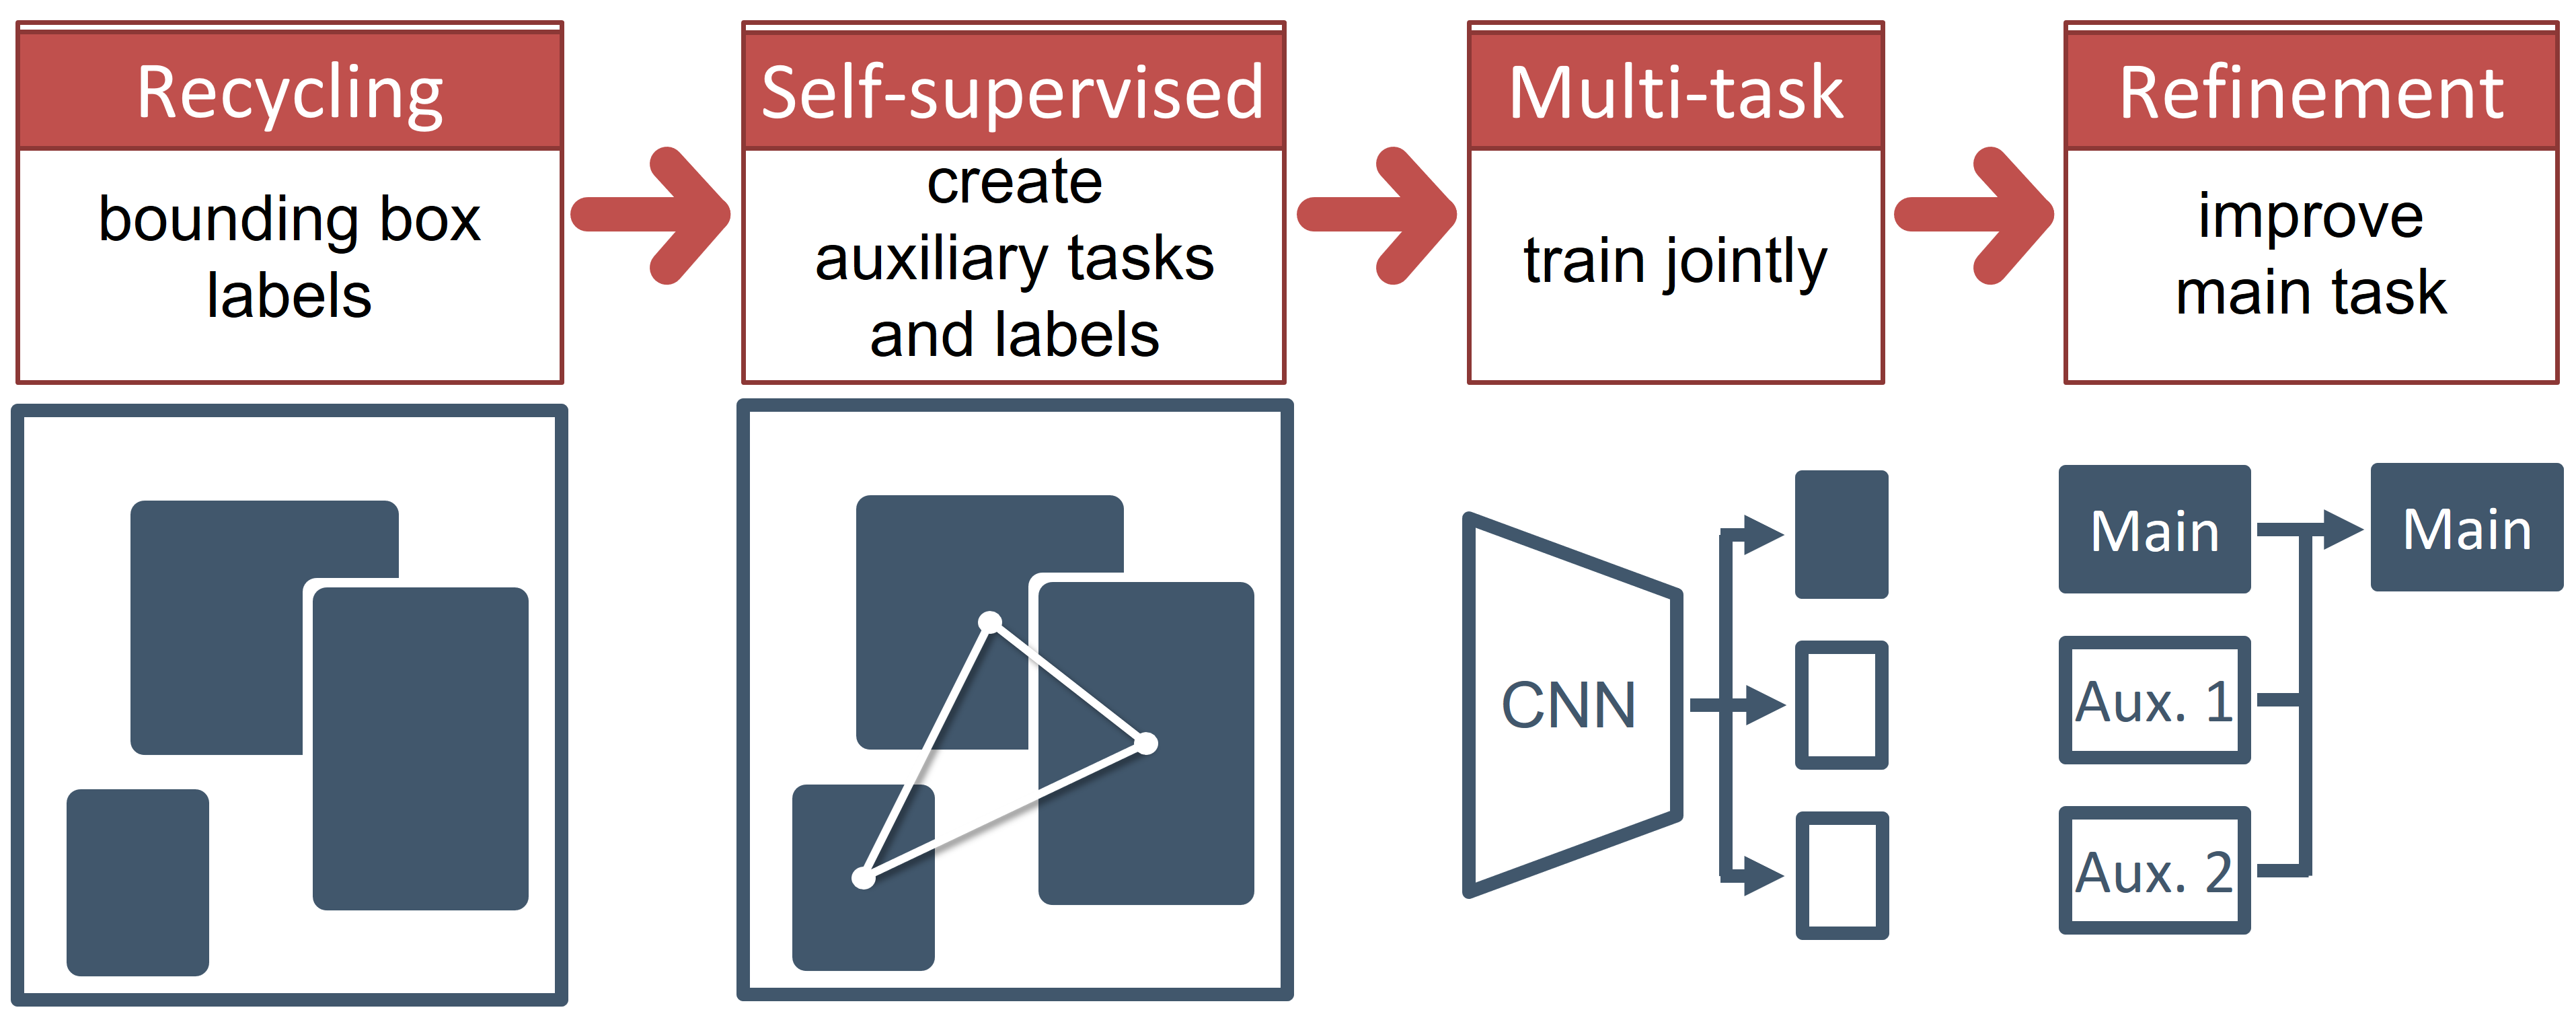 Recycling
bounding box
labels
Self-supervised
create
auxiliary tasks
and labels
Multi-task
train jointly
Refinement
improve
main task
CNN
Main
Main
Aux. 1
Aux. 2